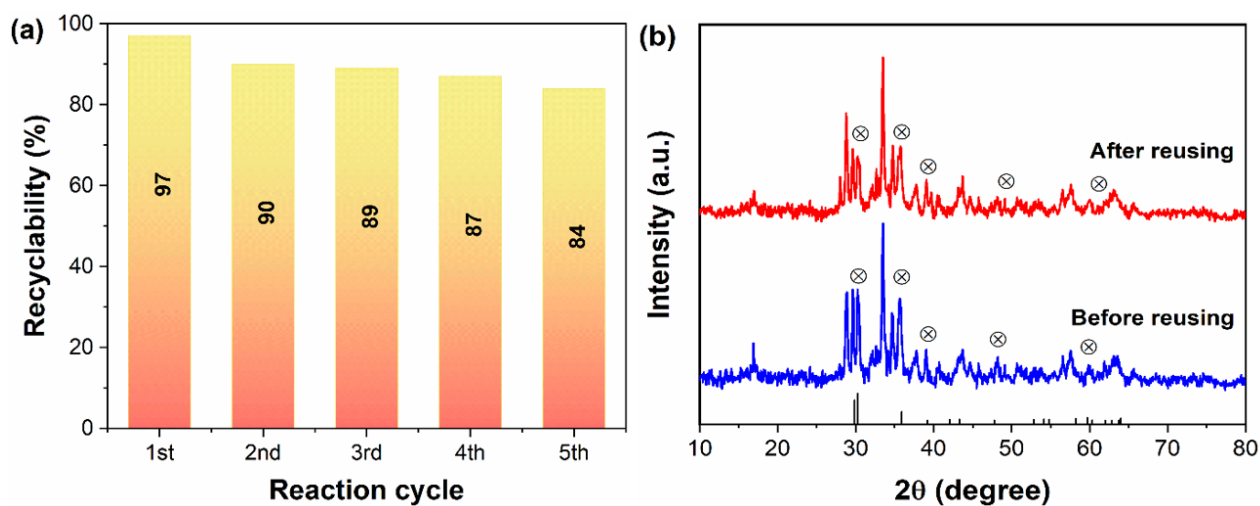 (a)
Recyclability (%)
100
80
60
40
20
0
97
90
89
87
84
1st 2nd 3rd 4th 5th
Reaction cycle
(b)
Intensity (a.u.)
After reusing
Before reusing
10 20 30 40 50 60 70 80
2θ (degree)